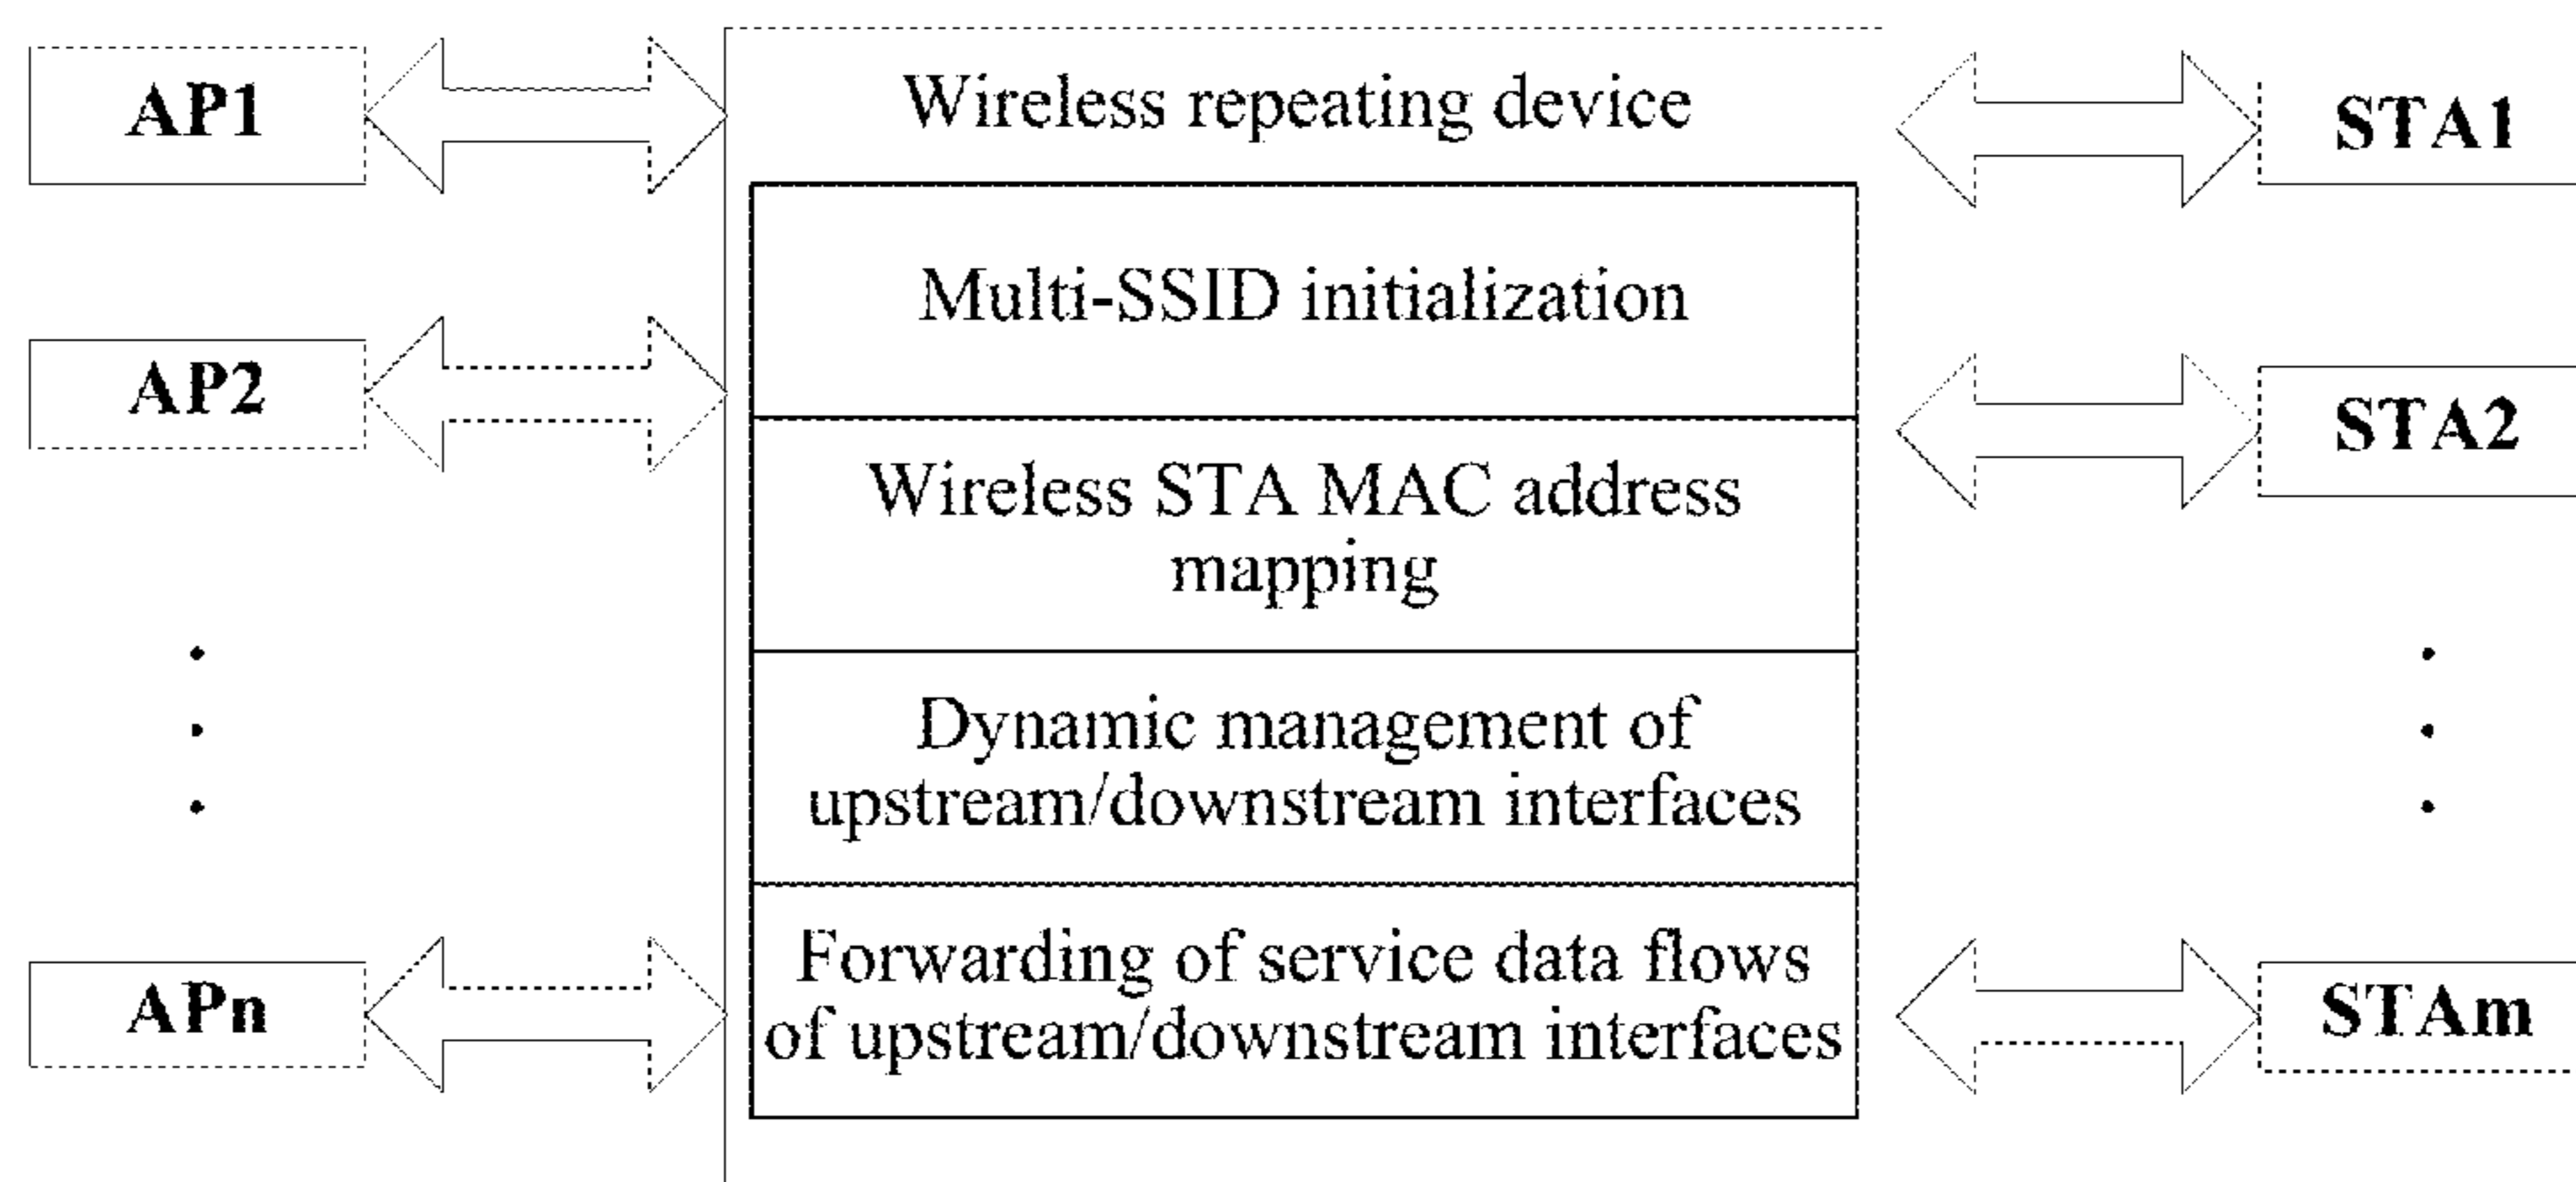 AP1
AP2
APn
Wireless repeating device
Multi-SSID initialization
Wireless STA MAC address
mapping
Dynamic management of
upstream/downstream interfaces
Forwarding of service data flows
of upstream/downstream interfaces
STA1
STA2
STAm